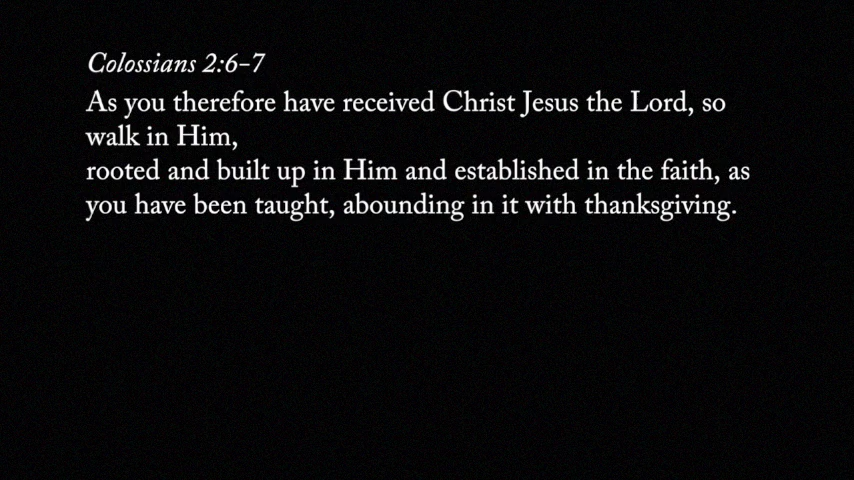 Colossians 2:6–7
As you therefore have received Christ Jesus the Lord, so
walk in Him,
rooted and built up in Him and established in the faith, as
you have been taught, abounding in it with thanksgiving.